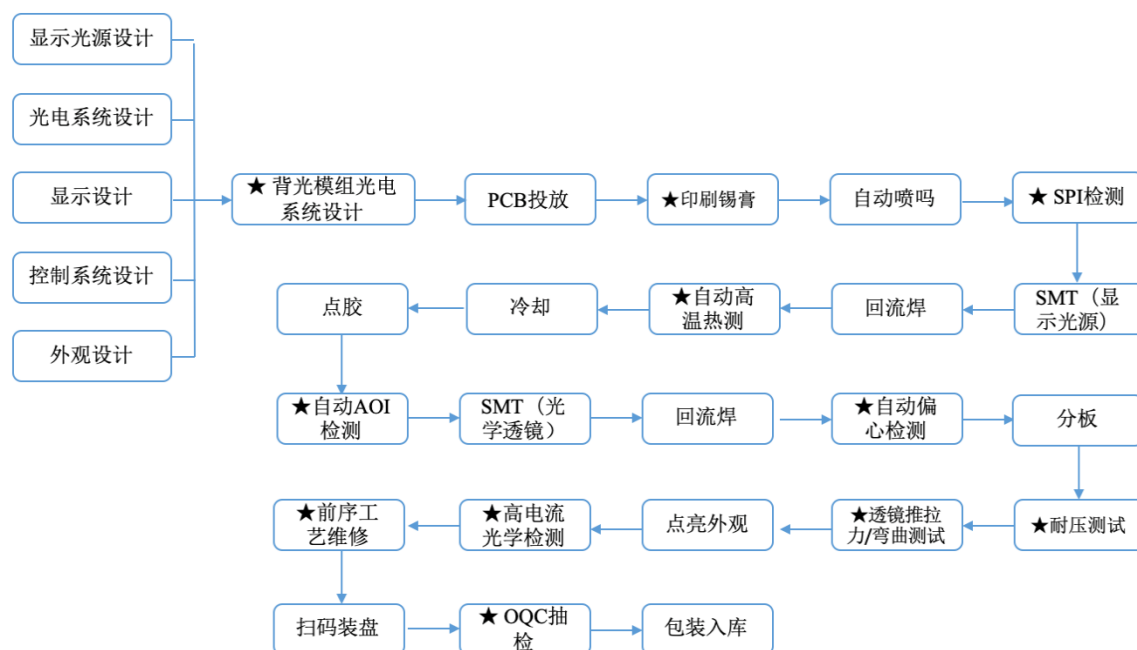 显示光源设计
光电系统设计
显示设计
控制系统设计
外观设计
★ 背光模组光电
系统设计
PCB投放
★印刷锡膏
自动喷吗
★ SPI检测
SMT（显
示光源）
回流焊
★自动高
温热测
冷却
点胶
★自动AOI
检测
SMT（光
学透镜）
回流焊
★自动偏
心检测
分板
★耐压测试
★透镜推拉
力/弯曲测试
点亮外观
★高电流
光学检测
★前序工
艺维修
扫码装盘
★ OQC抽
检
包装入库